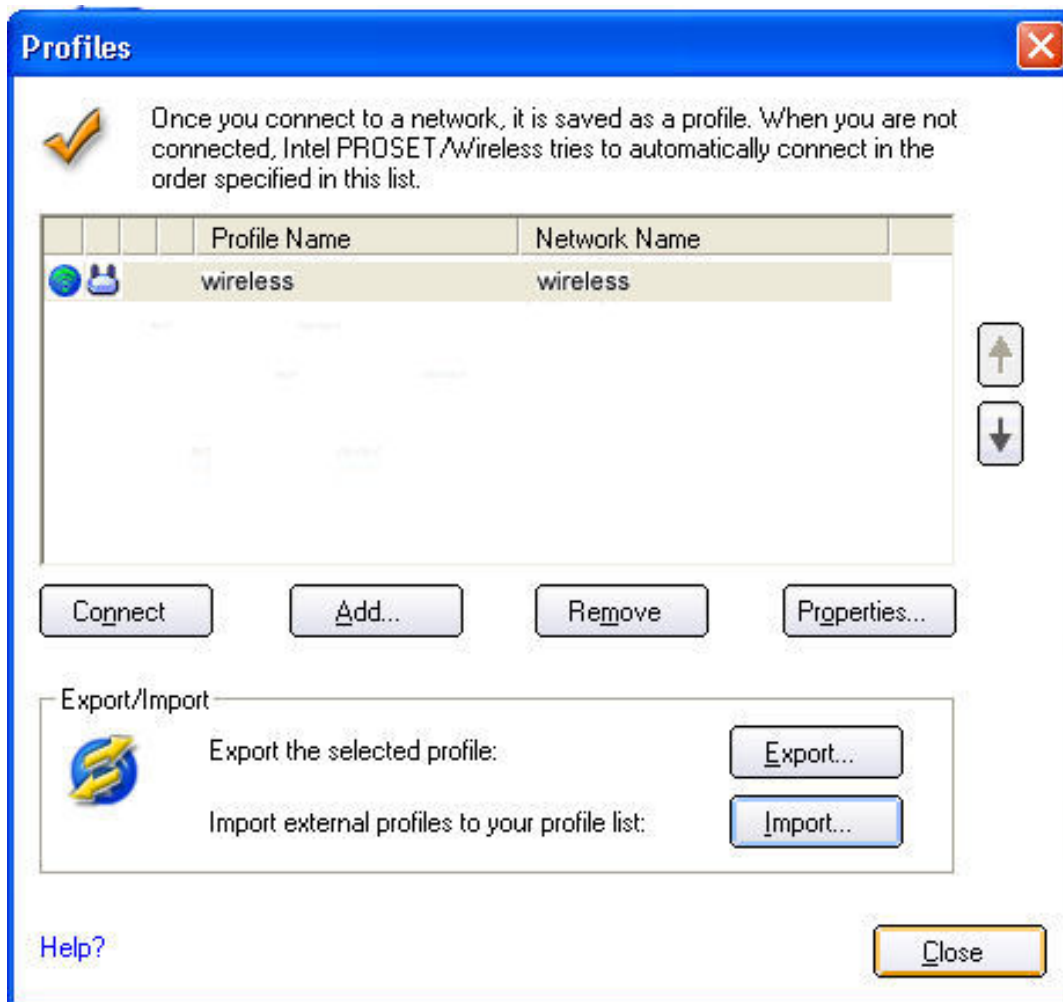 Profiles
Once you connect to a network, it is saved as a profile. When you are not
connected, Intel PROSET/Wireless tries to automatically connect in the
order specified in this list.
Profile Name Network Name
wireless wireless
Connect Add... Remove Properties...
Export/Import
Export the selected profile: Export...
Import external profiles to your profile list: Import...
Help? Close